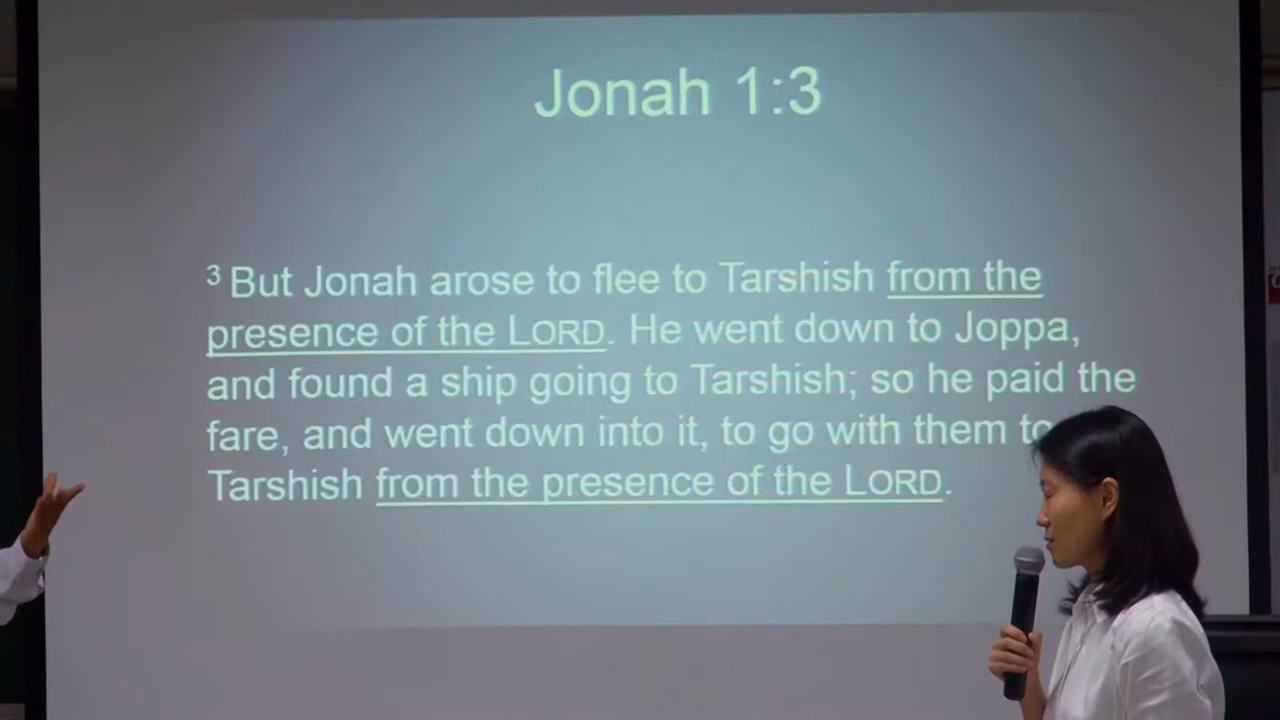 Jonah 1:3
³ But Jonah arose to flee to Tarshish from the
presence of the LORD. He went down to Joppa,
and found a ship going to Tarshish; so he paid the
fare, and went down into it, to go with them to
Tarshish from the presence of the LORD.